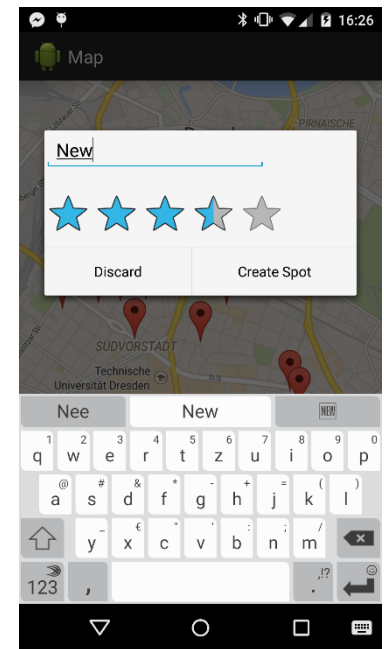 16:26
Map
PIRNAISCHE
New
Discard
Create Spot
SÜDVORSTADT
Technische
Universität Dresden
Nee New NEW
1 2 3 4 5 6 7 8 9 0
q w e r t z u i o p
@ # & * - + = ( )
a s d f g h j k l
_ € " ' : ; /
y x c v b n m
,!?
123 , .